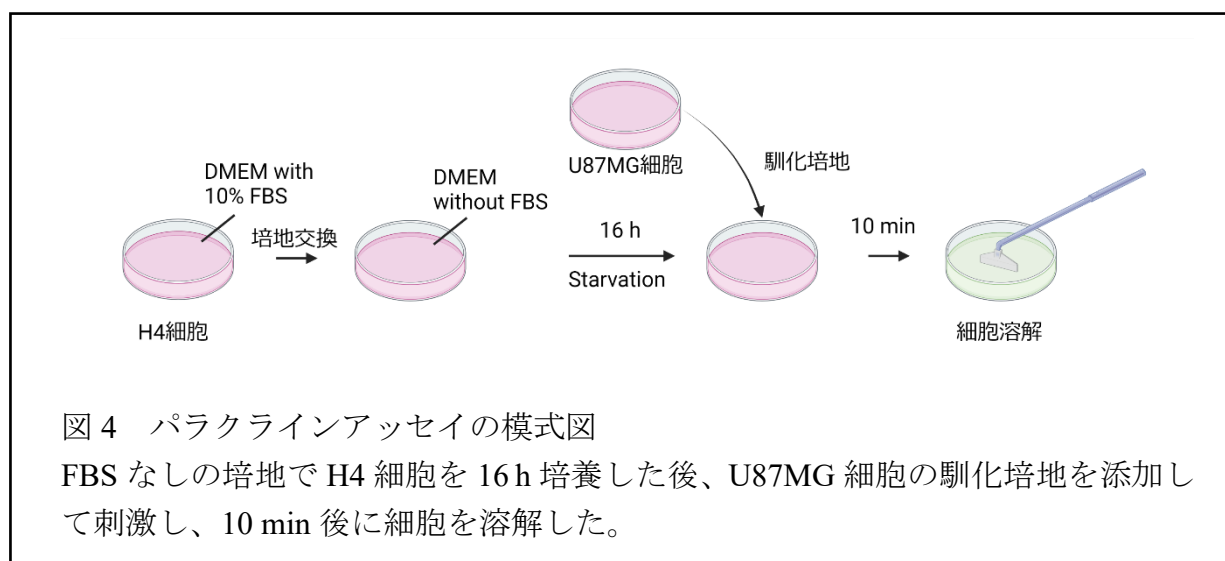 DMEM with
10% FBS
培地交換
H4細胞
DMEM
without FBS
16 h
Starvation
U87MG細胞
馴化培地
10 min
細胞溶解
図 4　パラクラインアッセイの模式図
FBS なしの培地で H4 細胞を 16 h 培養した後、U87MG 細胞の馴化培地を添加し
て刺激し、10 min 後に細胞を溶解した。